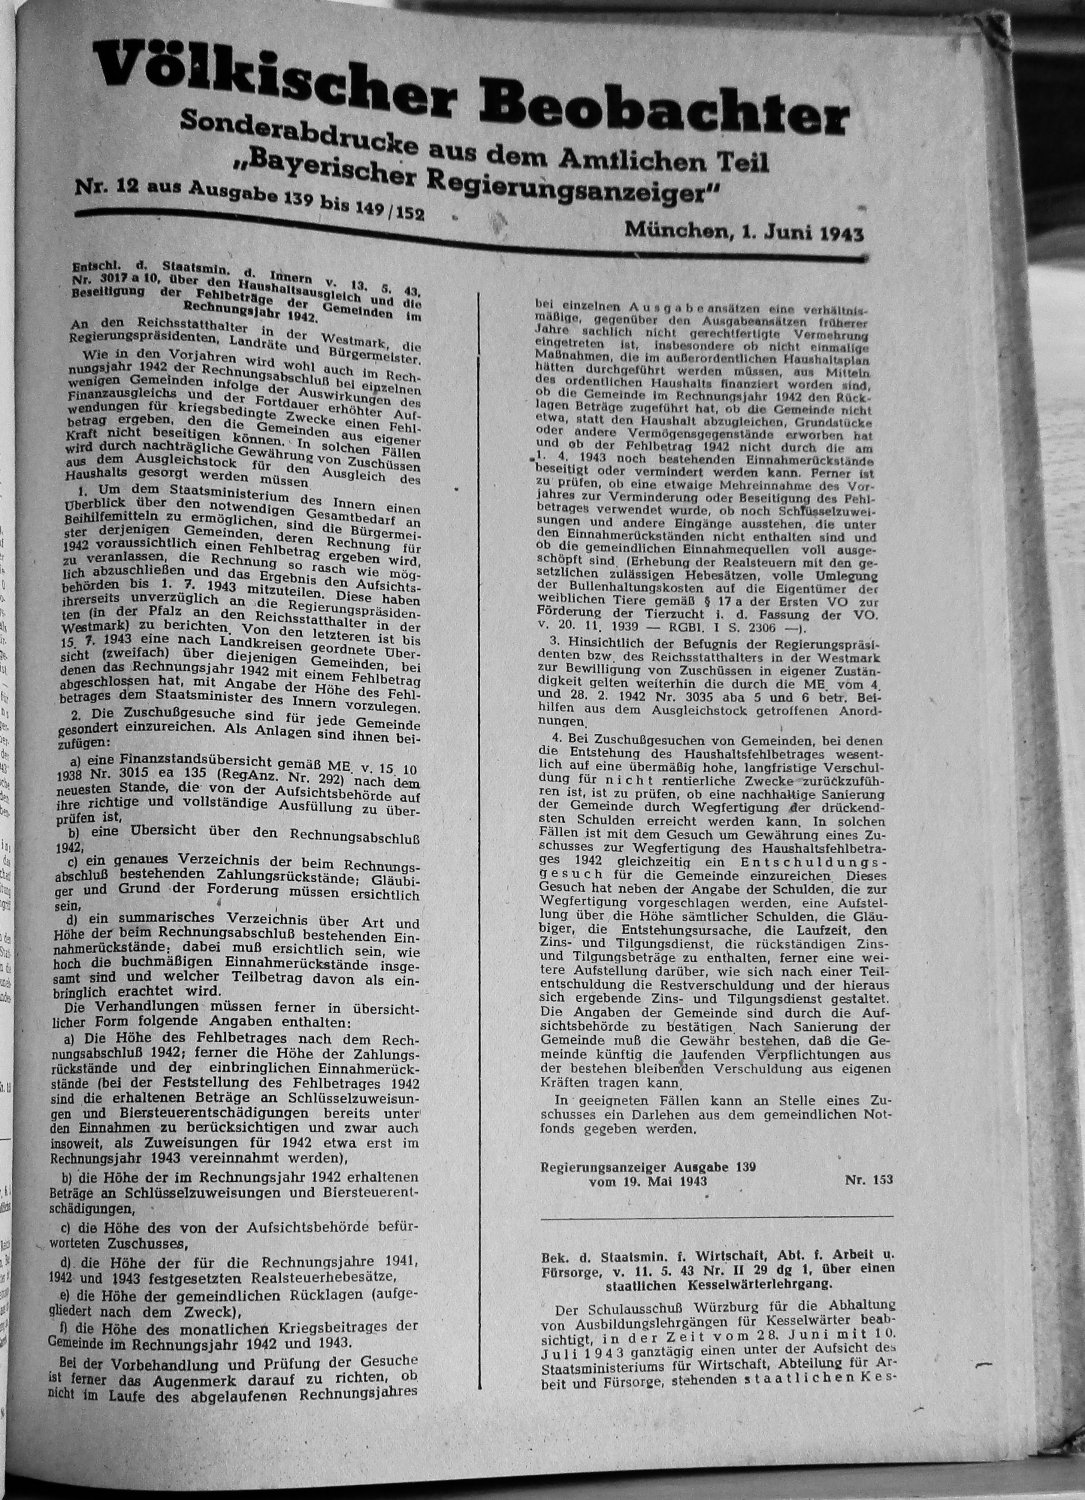 Völkischer Beobachter
Sonderabdrucke aus dem Amtlichen Teil
„Bayerischer Regierungsanzeiger“
Nr. 12 aus Ausgabe 139 bis 149/152
München, 1. Juni 1943
Entschl. d. Staatsmin. d. Innern v. 13. 5. 43,
Nr. 3017 a 10, über den Haushaltsausgleich und die
Beseitigung der Fehlbeträge der Gemeinden im
Rechnungsjahr 1942.
An den Reichsstatthalter in der Westmark, die
Regierungspräsidenten, Landräte und Bürgermeister.
Wie in den Vorjahren wird wohl auch im Rech-
nungsjahr 1942 der Rechnungsabschluß bei einzelnen
wenigen Gemeinden infolge der Auswirkungen des
Finanzausgleichs und der Fortdauer erhöhter Auf-
wendungen für kriegsbedingte Zwecke einen Fehl-
betrag ergeben, den die Gemeinden aus eigener
Kraft nicht beseitigen können. In solchen Fällen
wird durch nachträgliche Gewährung von Zuschüssen
aus dem Ausgleichstock für den Ausgleich des
Haushalts gesorgt werden müssen
1. Um dem Staatsministerium des Innern einen
Überblick über den notwendigen Gesamtbedarf an
Beihilfemitteln zu ermöglichen, sind die Bürgermei-
ster derjenigen Gemeinden, deren Rechnung für
1942 voraussichtlich einen Fehlbetrag ergeben wird,
zu veranlassen, die Rechnung so rasch wie mög-
lich abzuschließen und das Ergebnis den Aufsichts-
behörden bis 1. 7. 1943 mitzuteilen. Diese haben
ihrerseits unverzüglich an die Regierungspräsiden-
ten (in der Pfalz an den Reichsstatthalter in der
Westmark) zu berichten. Von den letzteren ist bis
15. 7. 1943 eine nach Landkreisen geordnete Über-
sicht (zweifach) über diejenigen Gemeinden, bei
denen das Rechnungsjahr 1942 mit einem Fehlbetrag
abgeschlossen hat, mit Angabe der Höhe des Fehl-
betrages dem Staatsminister des Innern vorzulegen.
2. Die Zuschußgesuche sind für jede Gemeinde
gesondert einzureichen. Als Anlagen sind ihnen bei-
zufügen:
a) eine Finanzstandsübersicht gemäß ME. v. 15. 10
1938 Nr. 3015 ea 135 (RegAnz. Nr. 292) nach dem
neuesten Stande, die von der Aufsichtsbehörde auf
ihre richtige und vollständige Ausfüllung zu über-
prüfen ist,
b) eine Übersicht über den Rechnungsabschluß
1942,
c) ein genaues Verzeichnis der beim Rechnungs-
abschluß bestehenden Zahlungsrückstände; Gläubi-
ger und Grund der Forderung müssen ersichtlich
sein,
d) ein summarisches Verzeichnis über Art und
Höhe der beim Rechnungsabschluß bestehenden Ein-
nahmerückstände; dabei muß ersichtlich sein, wie
hoch die buchmäßigen Einnahmerückstände insge-
samt sind und welcher Teilbetrag davon als ein-
bringlich erachtet wird.
Die Verhandlungen müssen ferner in übersicht-
licher Form folgende Angaben enthalten:
a) Die Höhe des Fehlbetrages nach dem Rech-
nungsabschluß 1942; ferner die Höhe der Zahlungs-
rückstände und der einbringlichen Einnahmerück-
stände (bei der Feststellung des Fehlbetrages 1942
sind die erhaltenen Beträge an Schlüsselzuweisun-
gen und Biersteuerentschädigungen bereits unter
den Einnahmen zu berücksichtigen und zwar auch
insoweit, als Zuweisungen für 1942 etwa erst im
Rechnungsjahr 1943 vereinnahmt werden),
b) die Höhe der im Rechnungsjahr 1942 erhaltenen
Beträge an Schlüsselzuweisungen und Biersteuerent-
schädigungen,
c) die Höhe des von der Aufsichtsbehörde befür-
worteten Zuschusses,
d) die Höhe der für die Rechnungsjahre 1941,
1942 und 1943 festgesetzten Realsteuerhebesätze,
e) die Höhe der gemeindlichen Rücklagen (aufge-
gliedert nach dem Zweck),
f) die Höhe des monatlichen Kriegsbeitrages der
Gemeinde im Rechnungsjahr 1942 und 1943.
Bei der Vorbehandlung und Prüfung der Gesuche
ist ferner das Augenmerk darauf zu richten, ob
nicht im Laufe des abgelaufenen Rechnungsjahres
bei einzelnen Ausgabeansätzen eine verhältnis-
mäßige, gegenüber den Ausgabeansätzen früherer
Jahre sachlich nicht gerechtfertigte Vermehrung
eingetreten ist, insbesondere ob nicht einmalige
Maßnahmen, die im außerordentlichen Haushaltsplan
hätten durchgeführt werden müssen, aus Mitteln
des ordentlichen Haushalts finanziert worden sind,
ob die Gemeinde im Rechnungsjahr 1942 den Rück-
lagen Beträge zugeführt hat, ob die Gemeinde nicht
etwa, statt den Haushalt abzugleichen, Grundstücke
oder andere Vermögensgegenstände erworben hat
und ob der Fehlbetrag 1942 nicht durch die am
1. 4. 1943 noch bestehenden Einnahmerückstände
beseitigt oder vermindert werden kann. Ferner ist
zu prüfen, ob eine etwaige Mehreinnahme des Vor-
jahres zur Verminderung oder Beseitigung des Fehl-
betrages verwendet wurde, ob noch Schlüsselzuwei-
sungen und andere Eingänge ausstehen, die unter
den Einnahmerückständen nicht enthalten sind und
ob die gemeindlichen Einnahmequellen voll ausge-
schöpft sind. (Erhebung der Realsteuern mit den ge-
setzlichen zulässigen Hebesätzen, volle Umlegung
der Bullenhaltungskosten auf die Eigentümer der
weiblichen Tiere gemäß § 17 a der Ersten VO zur
Förderung der Tierzucht i. d. Fassung der VO.
v. 20. 11. 1939 — RGBl. I S. 2306 —).
3. Hinsichtlich der Befugnis der Regierungspräsi-
denten bzw. des Reichsstatthalters in der Westmark
zur Bewilligung von Zuschüssen in eigener Zustän-
digkeit gelten weiterhin die durch die ME. vom 4.
und 28. 2. 1942 Nr. 3035 aba 5 und 6 betr. Bei-
hilfen aus dem Ausgleichstock getroffenen Anord-
nungen.
4. Bei Zuschußgesuchen von Gemeinden, bei denen
die Entstehung des Haushaltsfehlbetrages wesent-
lich auf eine übermäßig hohe, langfristige Verschul-
dung für nicht rentierliche Zwecke zurückzufüh-
ren ist, ist zu prüfen, ob eine nachhaltige Sanierung
der Gemeinde durch Wegfertigung der drückend-
sten Schulden erreicht werden kann. In solchen
Fällen ist mit dem Gesuch um Gewährung eines Zu-
schusses zur Wegfertigung des Haushaltsfehlbetra-
ges 1942 gleichzeitig ein Entschuldungs-
gesuch für die Gemeinde einzureichen. Dieses
Gesuch hat neben der Angabe der Schulden, die zur
Wegfertigung vorgeschlagen werden, eine Aufstel-
lung über die Höhe sämtlicher Schulden, die Gläu-
biger, die Entstehungsursache, die Laufzeit, den
Zins- und Tilgungsdienst, die rückständigen Zins-
und Tilgungsbeträge zu enthalten, ferner eine wei-
tere Aufstellung darüber, wie sich nach einer Teil-
entschuldung die Restverschuldung und der hieraus
sich ergebende Zins- und Tilgungsdienst gestaltet.
Die Angaben der Gemeinde sind durch die Auf-
sichtsbehörde zu bestätigen. Nach Sanierung der
Gemeinde muß die Gewähr bestehen, daß die Ge-
meinde künftig die laufenden Verpflichtungen aus
der bestehen bleibenden Verschuldung aus eigenen
Kräften tragen kann.
In geeigneten Fällen kann an Stelle eines Zu-
schusses ein Darlehen aus dem gemeindlichen Not-
fonds gegeben werden.
Regierungsanzeiger Ausgabe 139
vom 19. Mai 1943 Nr. 153
Bek. d. Staatsmin. f. Wirtschaft, Abt. f. Arbeit u.
Fürsorge, v. 11. 5. 43 Nr. II 29 dg 1, über einen
staatlichen Kesselwärterlehrgang.
Der Schulausschuß Würzburg für die Abhaltung
von Ausbildungslehrgängen für Kesselwärter beab-
sichtigt, in der Zeit vom 28. Juni mit 10.
Juli 1943 ganztägig einen unter der Aufsicht des
Staatsministeriums für Wirtschaft, Abteilung für Ar-
beit und Fürsorge, stehenden staatlichen Kes-